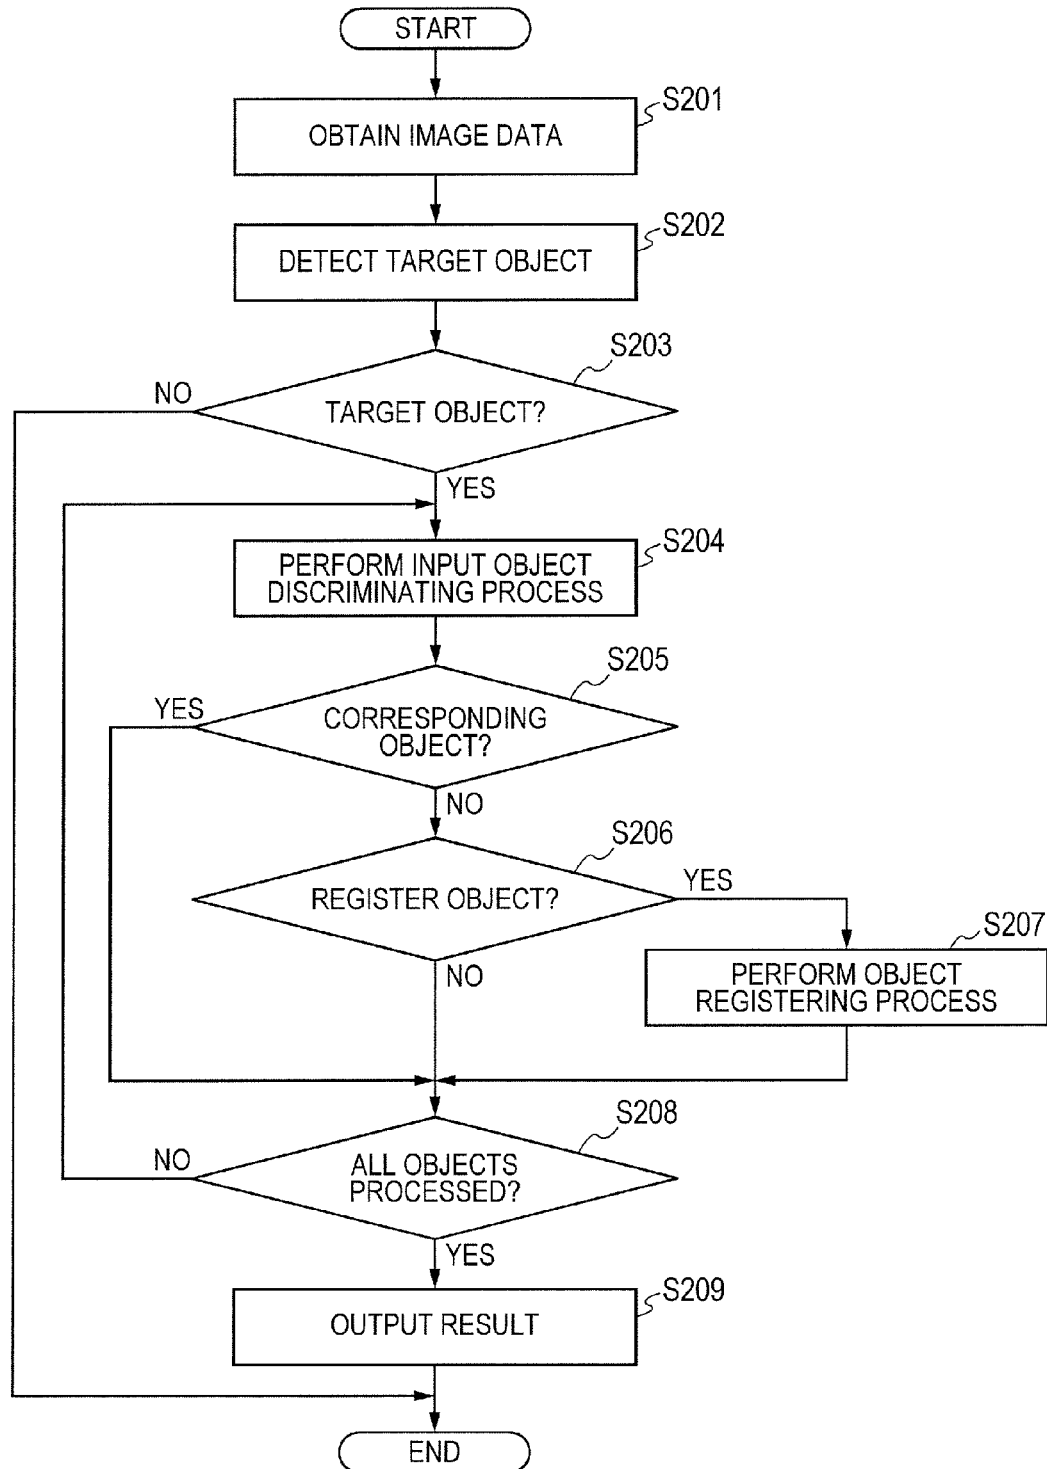 START
S201
OBTAIN IMAGE DATA
S202
DETECT TARGET OBJECT
S203
NO
TARGET OBJECT?
YES
S204
PERFORM INPUT OBJECT
DISCRIMINATING PROCESS
S205
YES
CORRESPONDING
OBJECT?
NO
S206
REGISTER OBJECT?
YES
S207
NO
PERFORM OBJECT
REGISTERING PROCESS
S208
NO
ALL OBJECTS
PROCESSED?
YES
S209
OUTPUT RESULT
END